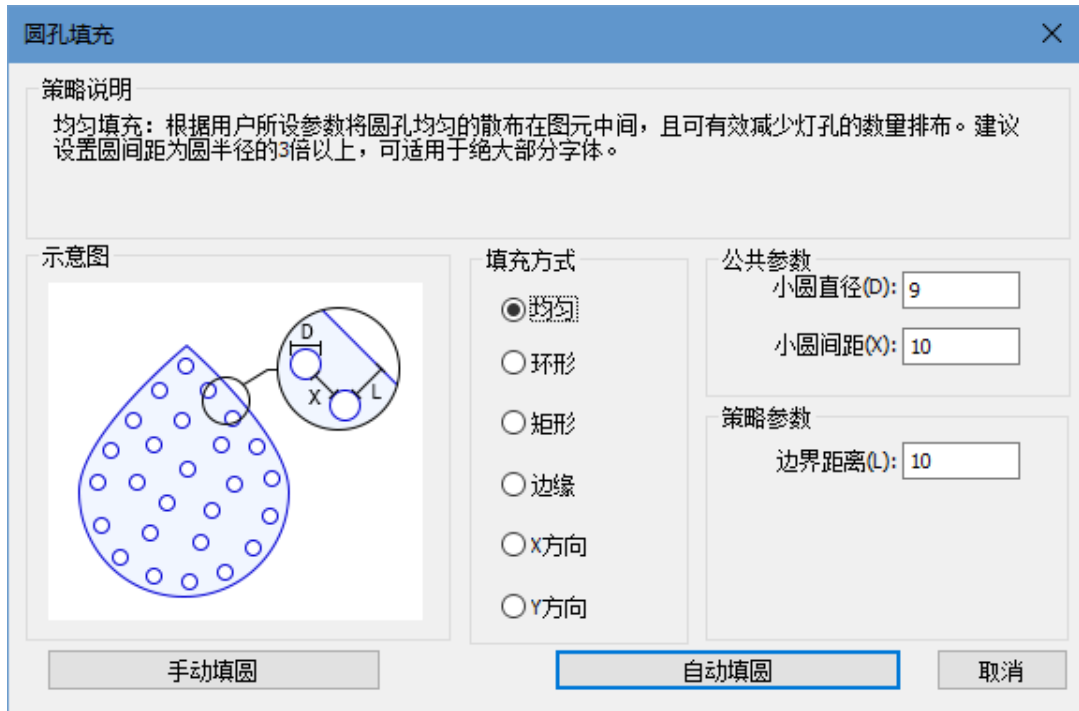 圆孔填充
策略说明
均匀填充：根据用户所设参数将圆孔均匀的散布在图元中间，且可有效减少灯孔的数量排布。建议
设置圆间距为圆半径的3倍以上，可适用于绝大部分字体。
示意图
D
X
L
填充方式
均匀
环形
矩形
边缘
X方向
Y方向
公共参数
小圆直径(D): 9
小圆间距(X): 10
策略参数
边界距离(L): 10
手动填圆
自动填圆
取消